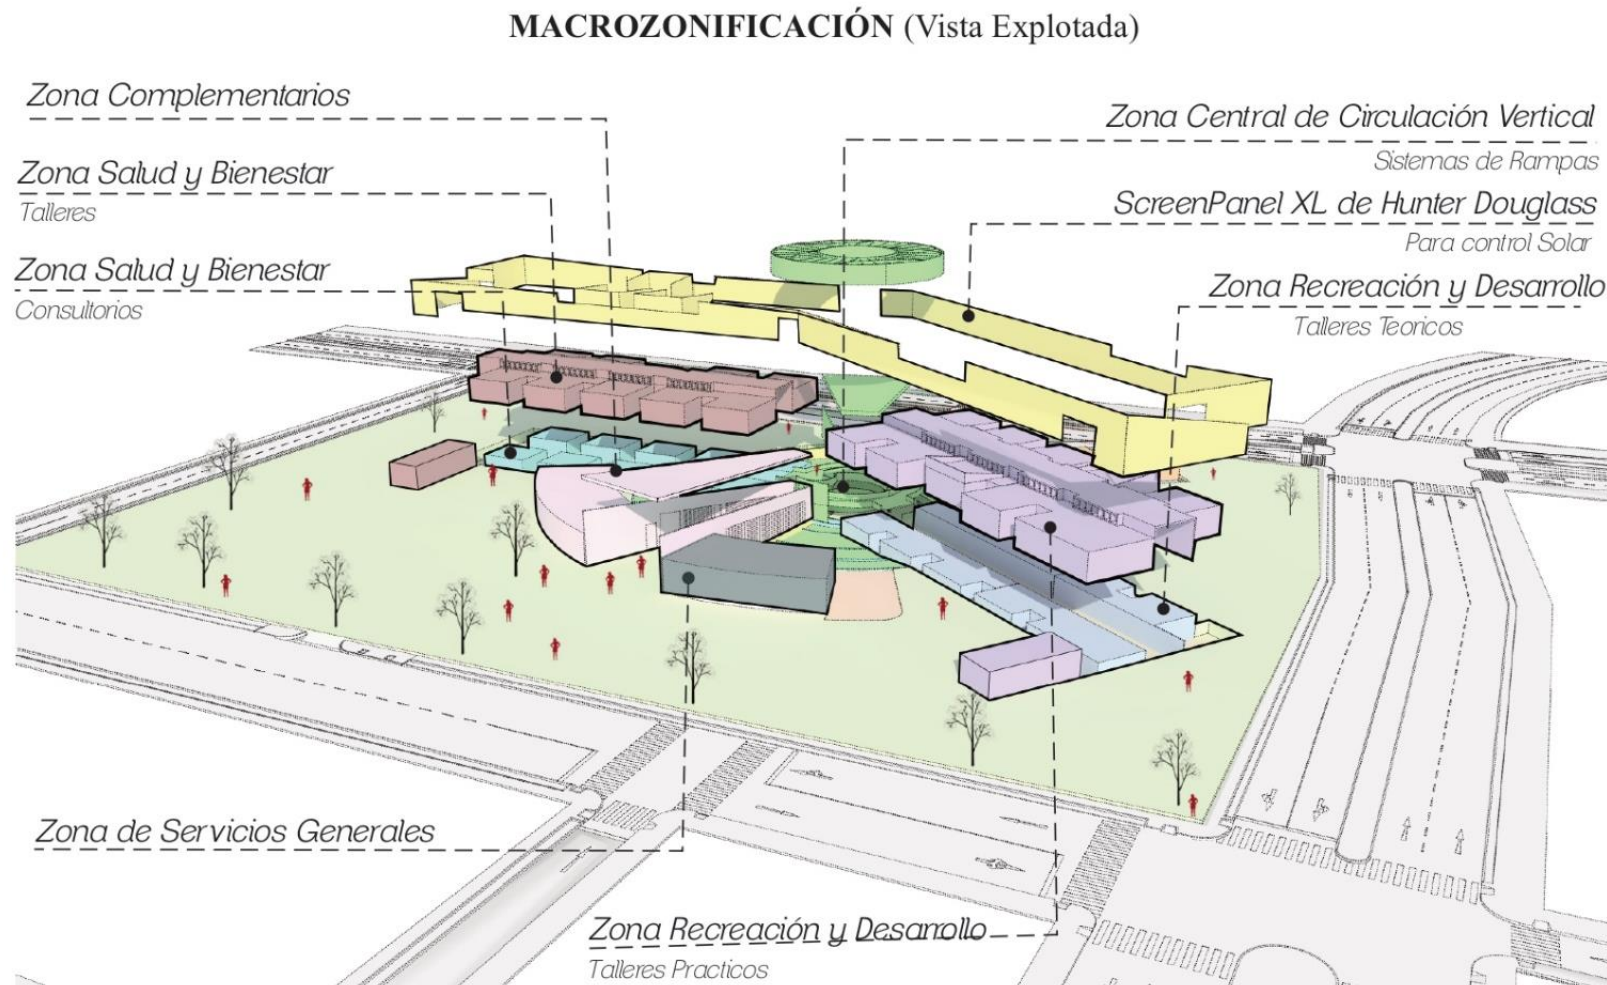 MACROZONIFICACIÓN (Vista Explotada)
Zona Complementarios
Zona Salud y Bienestar
Talleres
Zona Salud y Bienestar
Consultorios
Zona Central de Circulación Vertical
Sistemas de Rampas
ScreenPanel XL de Hunter Douglass
Para control Solar
Zona Recreación y Desarrollo
Talleres Teoricos
Zona de Servicios Generales
Zona Recreación y Desarrollo
Talleres Practicos